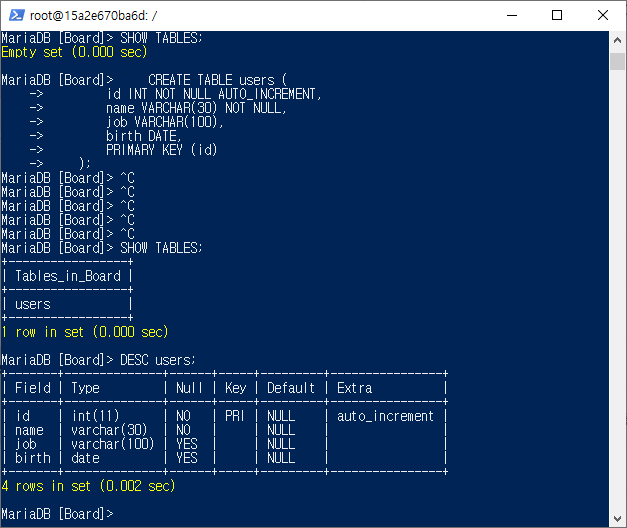 root@15a2e670ba6d: /
MariaDB [Board]> SHOW TABLES;
Empty set (0.000 sec)
MariaDB [Board]>     CREATE TABLE users (
    ->         id INT NOT NULL AUTO_INCREMENT,
    ->         name VARCHAR(30) NOT NULL,
    ->         job VARCHAR(100),
    ->         birth DATE,
    ->         PRIMARY KEY (id)
    ->     );
MariaDB [Board]> ^C
MariaDB [Board]> ^C
MariaDB [Board]> ^C
MariaDB [Board]> ^C
MariaDB [Board]> ^C
MariaDB [Board]> SHOW TABLES;
+-----------------+
| Tables_in_Board |
+-----------------+
| users           |
+-----------------+
1 row in set (0.000 sec)
MariaDB [Board]> DESC users;
+-------+--------------+------+-----+---------+----------------+
| Field | Type         | Null | Key | Default | Extra          |
+-------+--------------+------+-----+---------+----------------+
| id    | int(11)      | NO   | PRI | NULL    | auto_increment |
| name  | varchar(30)  | NO   |     | NULL    |                |
| job   | varchar(100) | YES  |     | NULL    |                |
| birth | date         | YES  |     | NULL    |                |
+-------+--------------+------+-----+---------+----------------+
4 rows in set (0.002 sec)
MariaDB [Board]>